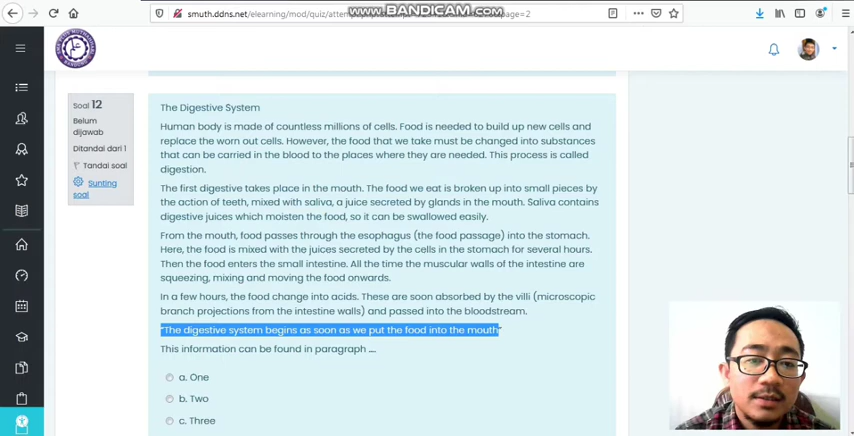 www.BANDICAM.com
smuth.ddns.net/elearning/mod/quiz/attemp
page=2
Soal 12
Belum
dijawab
Ditandai dari 1
Tandai soal
Sunting
soal
The Digestive System
Human body is made of countless millions of cells. Food is needed to build up new cells and
replace the worn out cells. However, the food that we take must be changed into substances
that can be carried in the blood to the places where they are needed. This process is called
digestion.
The first digestive takes place in the mouth. The food we eat is broken up into small pieces by
the action of teeth, mixed with saliva, a juice secreted by glands in the mouth. Saliva contains
digestive juices which moisten the food, so it can be swallowed easily.
From the mouth, food passes through the esophagus (the food passage) into the stomach.
Here, the food is mixed with the juices secreted by the cells in the stomach for several hours.
Then the food enters the small intestine. All the time the muscular walls of the intestine are
squeezing, mixing and moving the food onwards.
In a few hours, the food change into acids. These are soon absorbed by the villi (microscopic
branch projections from the intestine walls) and passed into the bloodstream.
"The digestive system begins as soon as we put the food into the mouth"
This information can be found in paragraph ....
a. One
b. Two
c. Three